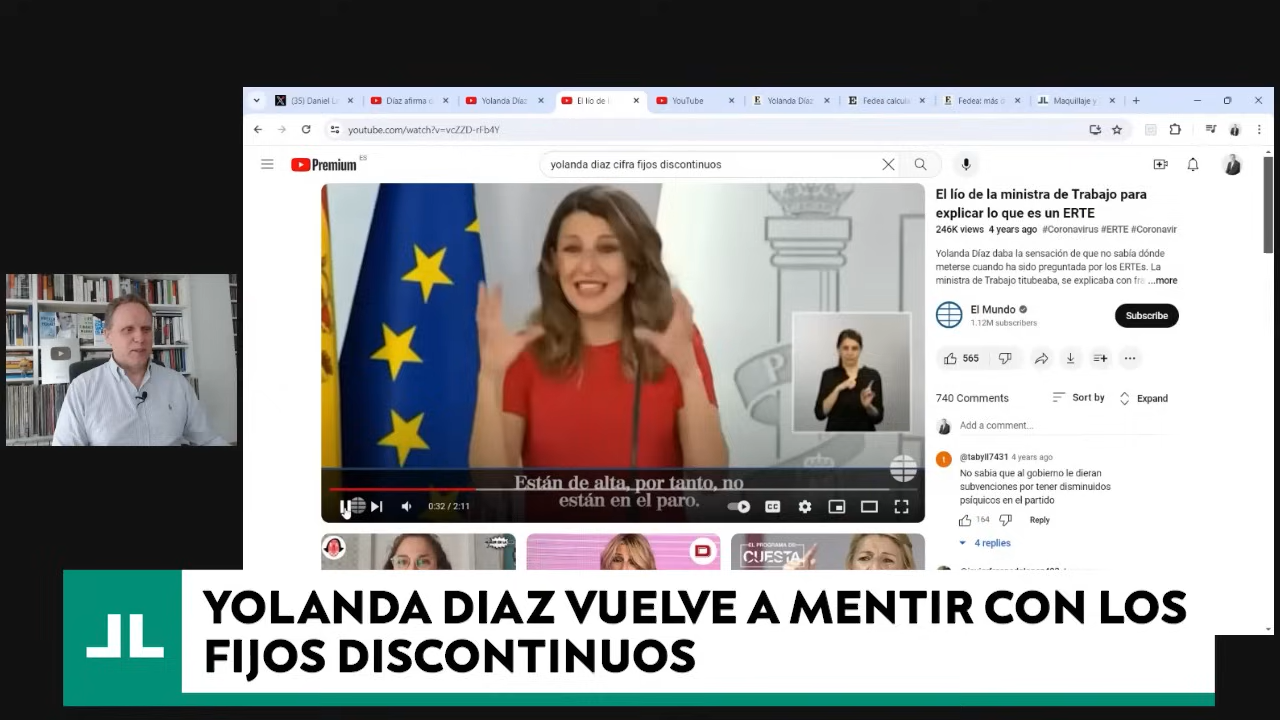 (35) Daniel L
Díaz afirma
Yolanda Díaz
El lío de l
YouTube
Yolanda Díaz
Fedea calcul
Fedea: más d
JL Maquillaje y
youtube.com/watch?v=vcZZD-rFb4Y
Premium ES
yolanda diaz cifra fijos discontinuos
Están de alta, por tanto, no
están en el paro.
0:32 / 2:11
CC
El lío de la ministra de Trabajo para
explicar lo que es un ERTE
246K views 4 years ago #Coronavirus #ERTE #Coronavir
Yolanda Díaz daba la sensación de que no sabía dónde
meterse cuando ha sido preguntada por los ERTEs. La
ministra de Trabajo titubeaba, se explicaba con fra ...more
El Mundo
1.12M subscribers
Subscribe
565
740 Comments
Sort by
Expand
Add a comment...
@tabyll7431 4 years ago
No sabia que al gobierno le dieran
subvenciones por tener disminuidos
psíquicos en el partido
164
Reply
4 replies
EL PROGRAMA DE
CUESTA
JL
YOLANDA DIAZ VUELVE A MENTIR CON LOS
FIJOS DISCONTINUOS